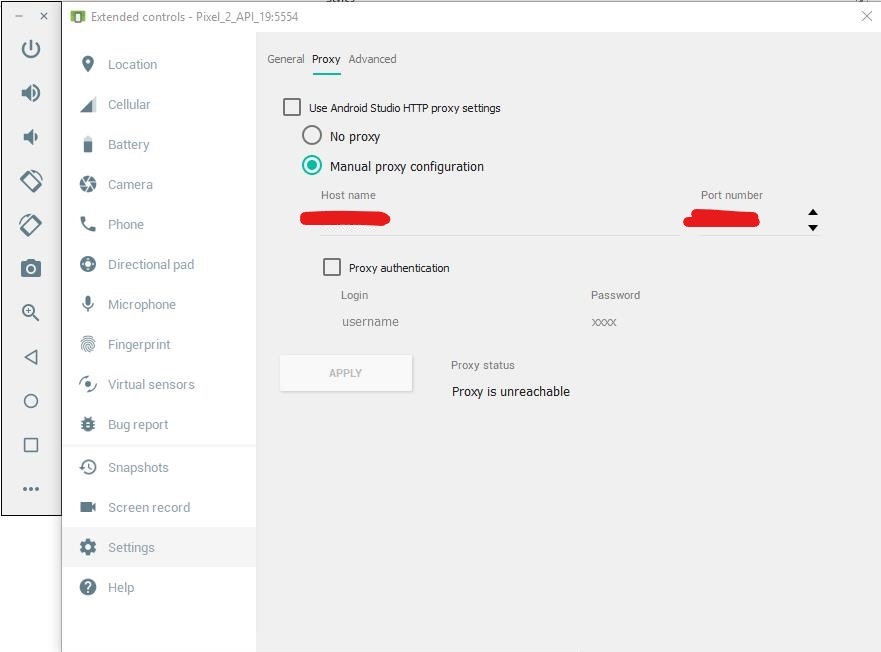 Extended controls - Pixel_2_API_19:5554
Location
Cellular
Battery
Camera
Phone
Directional pad
Microphone
Fingerprint
Virtual sensors
Bug report
Snapshots
Screen record
Settings
Help
General Proxy Advanced
Use Android Studio HTTP proxy settings
No proxy
Manual proxy configuration
Host name Port number
Proxy authentication
Login Password
username xxxx
APPLY
Proxy status
Proxy is unreachable